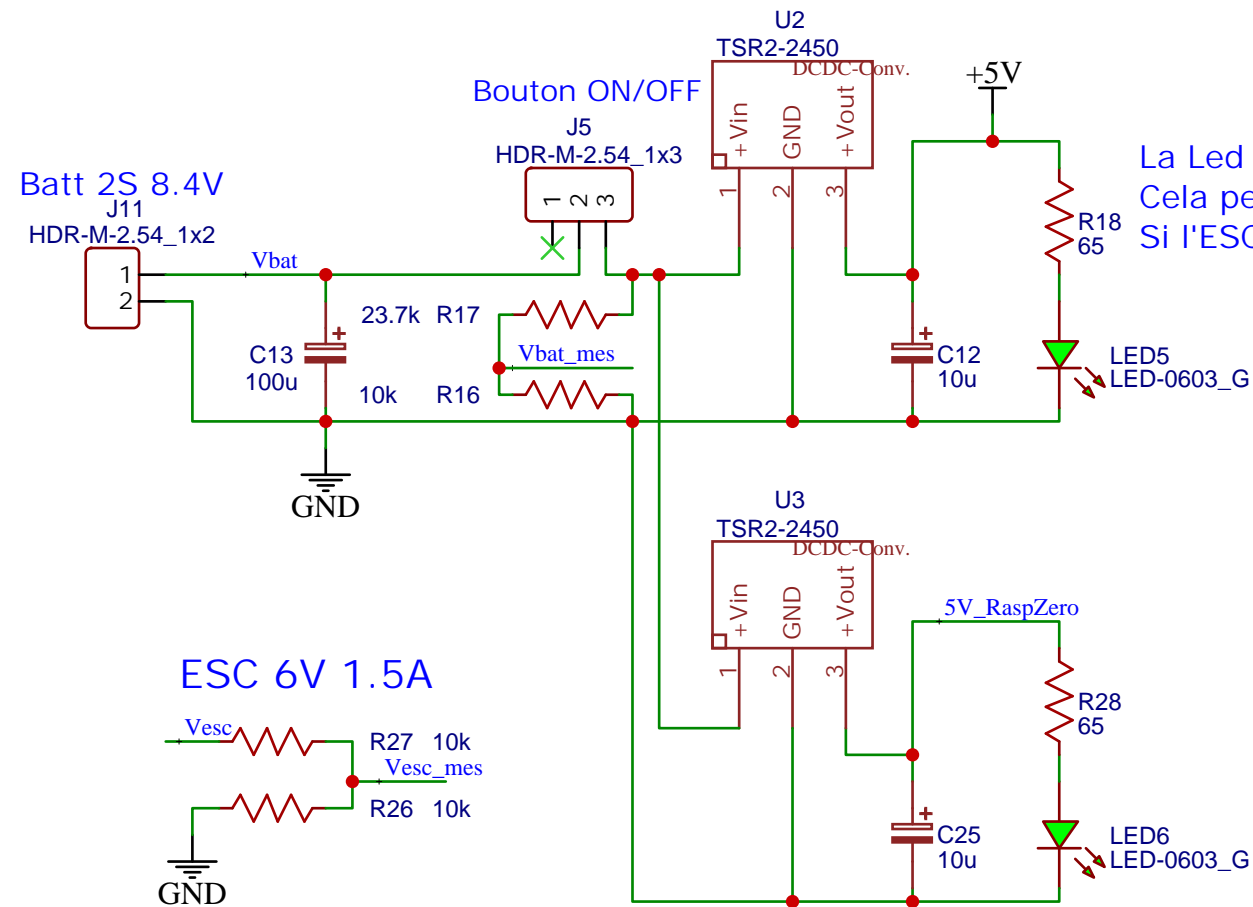 U2
TSR2-2450
DCDC-Conv.
+Vin
GND
+Vout
1
2
3
+5V
Bouton ON/OFF
J5
HDR-M-2.54_1x3
1
2
3
Batt 2S 8.4V
J11
HDR-M-2.54_1x2
1
2
Vbat
La Led
Cela pe
Si l'ESC
R18
65
23.7k R17
Vbat_mes
10k R16
C13
100u
C12
10u
LED5
LED-0603_G
GND
U3
TSR2-2450
DCDC-Conv.
+Vin
GND
+Vout
1
2
3
5V_RaspZero
R28
65
ESC 6V 1.5A
Vesc
R27 10k
Vesc_mes
R26 10k
GND
C25
10u
LED6
LED-0603_G